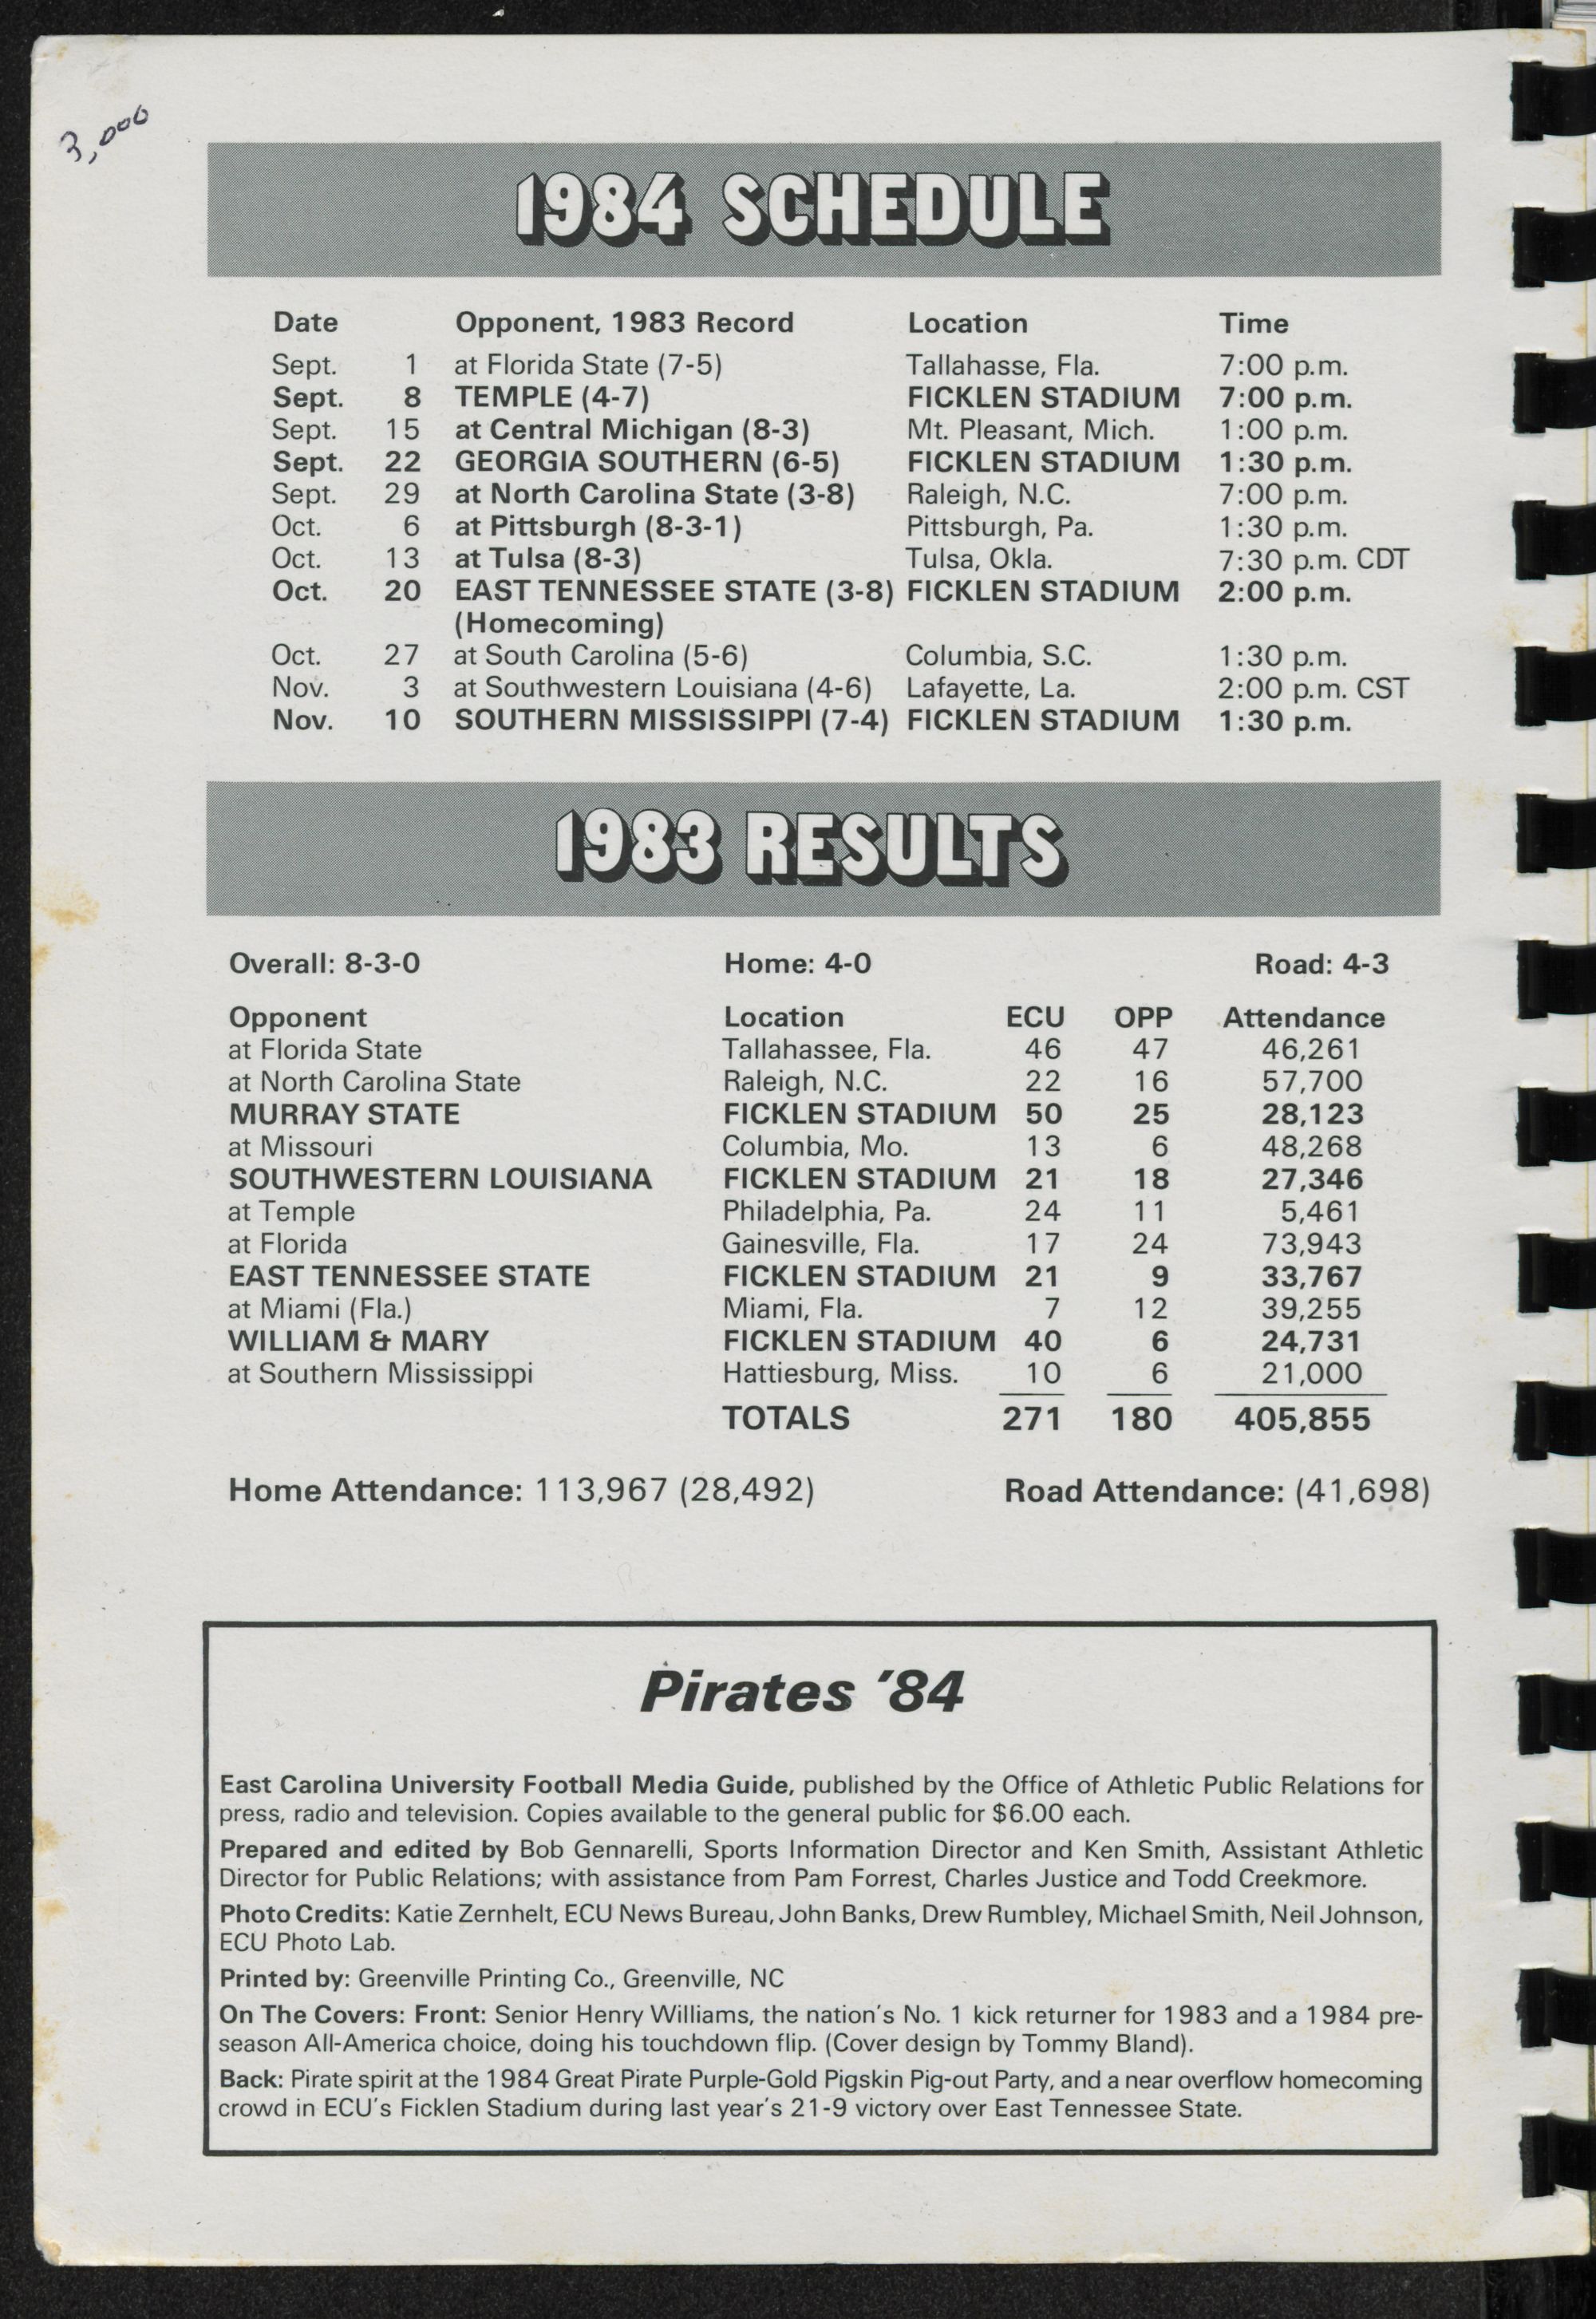 3,000
1984 SCHEDULE
Date Opponent, 1983 Record Location Time
Sept. 1 at Florida State (7-5) Tallahasse, Fla. 7:00 p.m.
Sept. 8 TEMPLE (4-7) FICKLEN STADIUM 7:00 p.m.
Sept. 15 at Central Michigan (8-3) Mt. Pleasant, Mich. 1:00 p.m.
Sept. 22 GEORGIA SOUTHERN (6-5) FICKLEN STADIUM 1:30 p.m.
Sept. 29 at North Carolina State (3-8) Raleigh, N.C. 7:00 p.m.
Oct. 6 at Pittsburgh (8-3-1) Pittsburgh, Pa. 1:30 p.m.
Oct. 13 at Tulsa (8-3) Tulsa, Okla. 7:30 p.m. CDT
Oct. 20 EAST TENNESSEE STATE (3-8) FICKLEN STADIUM 2:00 p.m.
(Homecoming)
Oct. 27 at South Carolina (5-6) Columbia, S.C. 1:30 p.m.
Nov. 3 at Southwestern Louisiana (4-6) Lafayette, La. 2:00 p.m. CST
Nov. 10 SOUTHERN MISSISSIPPI (7-4) FICKLEN STADIUM 1:30 p.m.
1983 RESULTS
Overall: 8-3-0 Home: 4-0 Road: 4-3
Opponent Location ECU OPP Attendance
at Florida State Tallahassee, Fla. 46 47 46,261
at North Carolina State Raleigh, N.C. 22 16 57,700
MURRAY STATE FICKLEN STADIUM 50 25 28,123
at Missouri Columbia, Mo. 13 6 48,268
SOUTHWESTERN LOUISIANA FICKLEN STADIUM 21 18 27,346
at Temple Philadelphia, Pa. 24 11 5,461
at Florida Gainesville, Fla. 17 24 73,943
EAST TENNESSEE STATE FICKLEN STADIUM 21 9 33,767
at Miami (Fla.) Miami, Fla. 7 12 39,255
WILLIAM & MARY FICKLEN STADIUM 40 6 24,731
at Southern Mississippi Hattiesburg, Miss. 10 6 21,000
TOTALS 271 180 405,855
Home Attendance: 113,967 (28,492) Road Attendance: (41,698)
Pirates '84
East Carolina University Football Media Guide, published by the Office of Athletic Public Relations for
press, radio and television. Copies available to the general public for $6.00 each.
Prepared and edited by Bob Gennarelli, Sports Information Director and Ken Smith, Assistant Athletic
Director for Public Relations; with assistance from Pam Forrest, Charles Justice and Todd Creekmore.
Photo Credits: Katie Zernhelt, ECU News Bureau, John Banks, Drew Rumbley, Michael Smith, Neil Johnson,
ECU Photo Lab.
Printed by: Greenville Printing Co., Greenville, NC
On The Covers: Front: Senior Henry Williams, the nation's No. 1 kick returner for 1983 and a 1984 pre-
season All-America choice, doing his touchdown flip. (Cover design by Tommy Bland).
Back: Pirate spirit at the 1984 Great Pirate Purple-Gold Pigskin Pig-out Party, and a near overflow homecoming
crowd in ECU's Ficklen Stadium during last year's 21-9 victory over East Tennessee State.